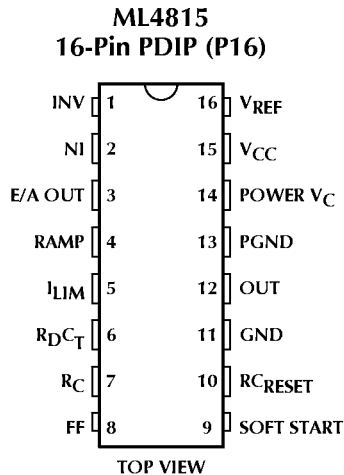 ML4815
16-Pin PDIP (P16)
INV 1 16 VREF
NI 2 15 VCC
E/A OUT 3 14 POWER VC
RAMP 4 13 PGND
ILIM 5 12 OUT
RDCT 6 11 GND
RC 7 10 RCRESET
FF 8 9 SOFT START
TOP VIEW